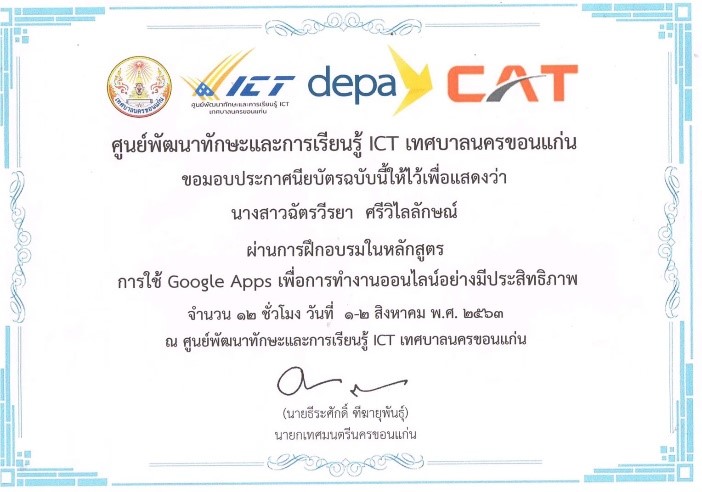 เทศบาลนครขอนแก่น
ICT depa CAT
ศูนย์พัฒนาทักษะและการเรียนรู้ ICT
เทศบาลนครขอนแก่น
ศูนย์พัฒนาทักษะและการเรียนรู้ ICT เทศบาลนครขอนแก่น
ขอมอบประกาศนียบัตรฉบับนี้ให้ไว้เพื่อแสดงว่า
นางสาวฉัตรวีรยา ศรีวิไลลักษณ์
ผ่านการฝึกอบรมในหลักสูตร
การใช้ Google Apps เพื่อการทำงานออนไลน์อย่างมีประสิทธิภาพ
จำนวน ๑๒ ชั่วโมง วันที่ ๑-๒ สิงหาคม พ.ศ. ๒๕๖๓
ณ ศูนย์พัฒนาทักษะและการเรียนรู้ ICT เทศบาลนครขอนแก่น
(นายธีระศักดิ์ ฑีฆายุพันธุ์)
นายกเทศมนตรีนครขอนแก่น